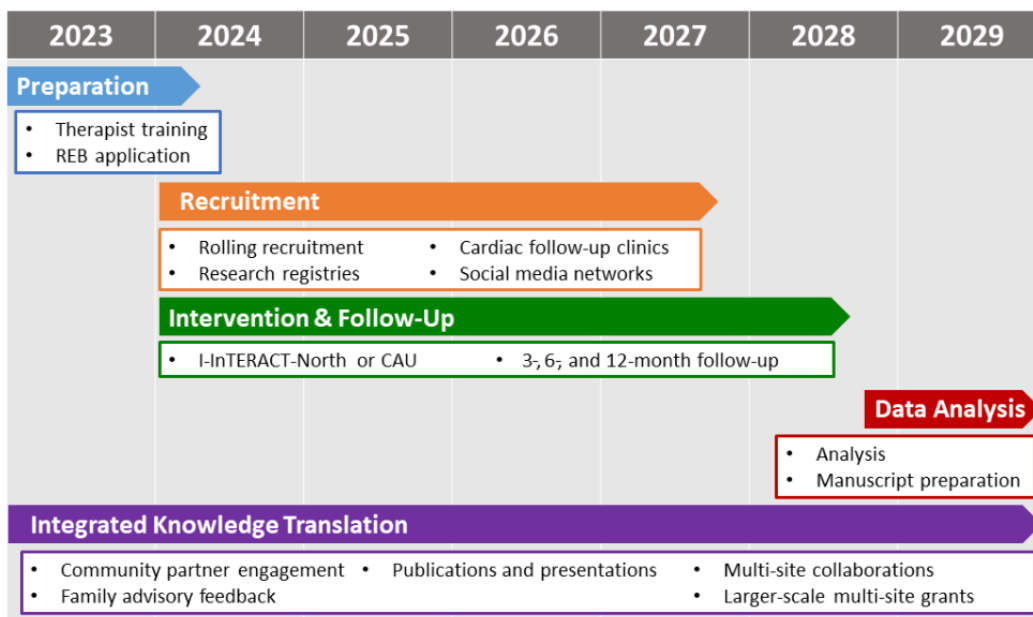 2023 2024 2025 2026 2027 2028 2029
Preparation
• Therapist training
• REB application
Recruitment
• Rolling recruitment • Cardiac follow-up clinics
• Research registries • Social media networks
Intervention & Follow-Up
• I-InTERACT-North or CAU • 3-, 6-, and 12-month follow-up
Data Analysis
• Analysis
• Manuscript preparation
Integrated Knowledge Translation
• Community partner engagement • Publications and presentations • Multi-site collaborations
• Family advisory feedback • Larger-scale multi-site grants